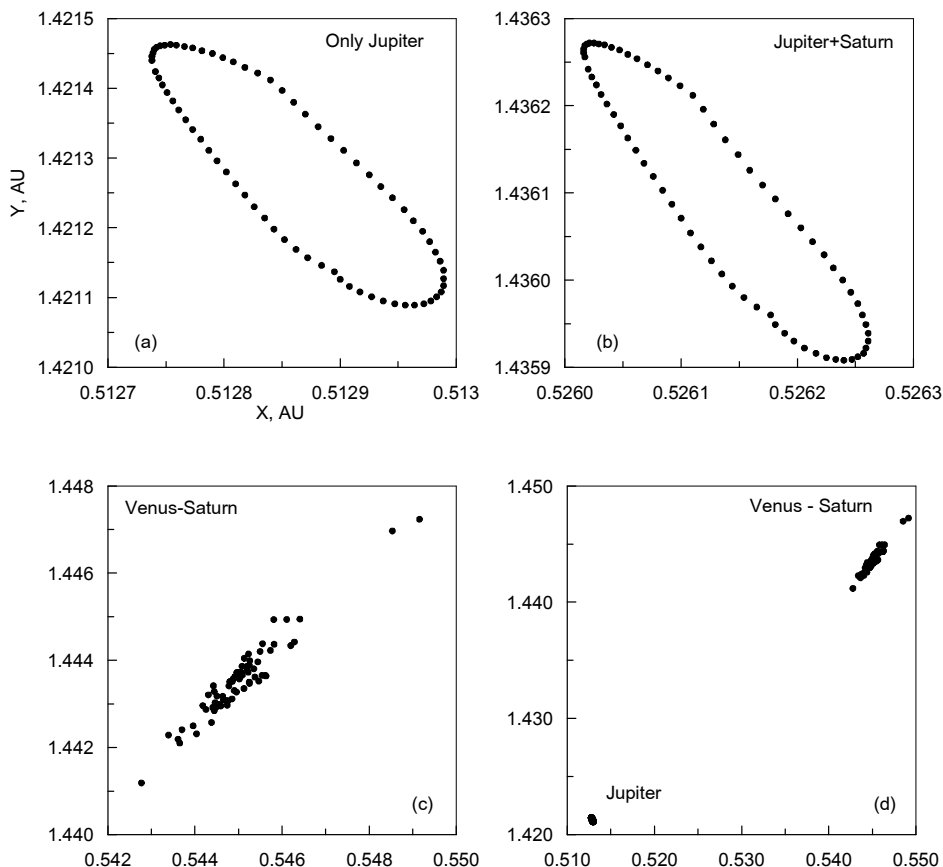 1.4215
Only Jupiter
1.4214
1.4213
Y, AU
1.4212
1.4211
(a)
1.4210
0.5127 0.5128 0.5129 0.513
X, AU
1.4363
Jupiter+Saturn
1.4362
1.4361
1.4360
(b)
1.4359
0.5260 0.5261 0.5262 0.5263
1.448
Venus-Saturn
1.446
1.444
1.442
(c)
1.440
0.542 0.544 0.546 0.548 0.550
1.450
Venus - Saturn
1.440
1.430
Jupiter
(d)
1.420
0.510 0.520 0.530 0.540 0.550